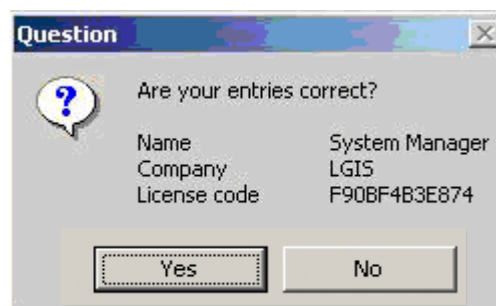 Question
Are your entries correct?
Name System Manager
Company LGIS
License code F90BF4B3E874
Yes No